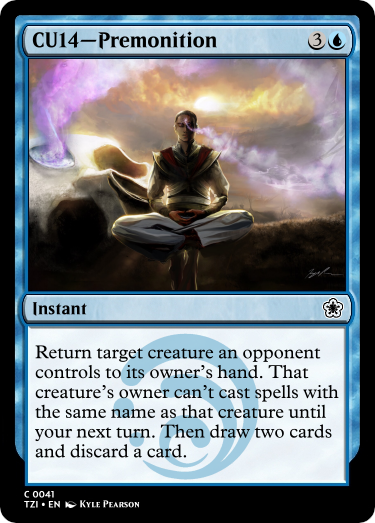 CU14—Premonition
3
Instant
Return target creature an opponent
controls to its owner's hand. That
creature's owner can't cast spells with
the same name as that creature until
your next turn. Then draw two cards
and discard a card.
C 0041
TZI • EN Kyle Pearson